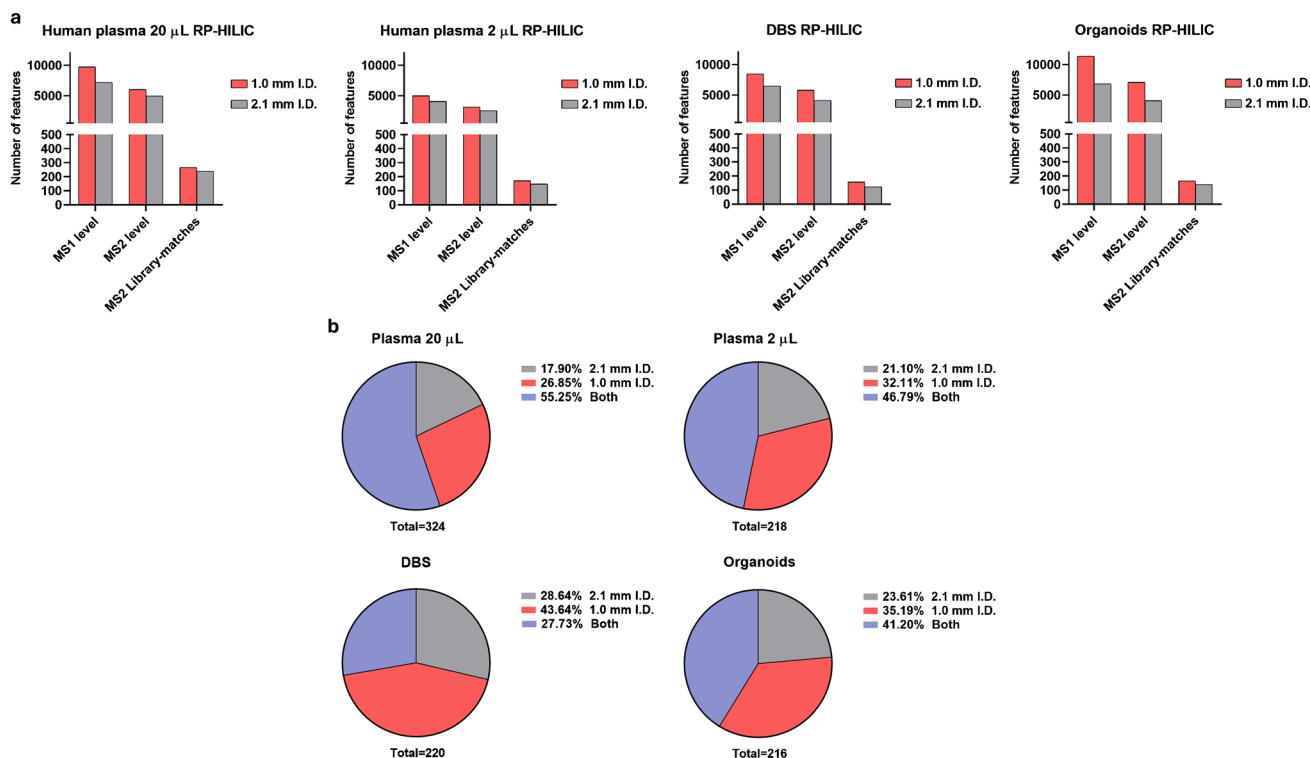 a
Human plasma 20 μL RP-HILIC
Number of features
10000
5000
500
400
300
200
100
0
MS1 level
MS2 level
MS2 Library-matches
1.0 mm I.D.
2.1 mm I.D.
Human plasma 2 μL RP-HILIC
Number of features
10000
5000
500
400
300
200
100
0
MS1 level
MS2 level
MS2 Library-matches
1.0 mm I.D.
2.1 mm I.D.
DBS RP-HILIC
Number of features
10000
5000
500
400
300
200
100
0
MS1 level
MS2 level
MS2 Library-matches
1.0 mm I.D.
2.1 mm I.D.
Organoids RP-HILIC
Number of features
10000
5000
500
400
300
200
100
0
MS1 level
MS2 level
MS2 Library-matches
1.0 mm I.D.
2.1 mm I.D.
b
Plasma 20 μL
17.90% 2.1 mm I.D.
26.85% 1.0 mm I.D.
55.25% Both
Total=324
Plasma 2 μL
21.10% 2.1 mm I.D.
32.11% 1.0 mm I.D.
46.79% Both
Total=218
DBS
28.64% 2.1 mm I.D.
43.64% 1.0 mm I.D.
27.73% Both
Total=220
Organoids
23.61% 2.1 mm I.D.
35.19% 1.0 mm I.D.
41.20% Both
Total=216